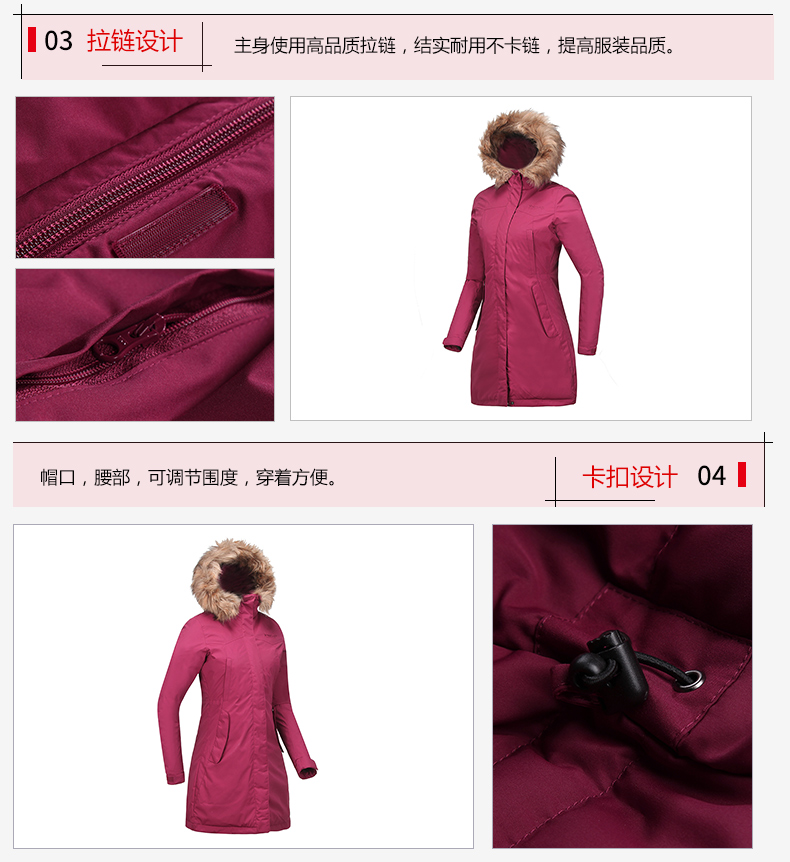 03 拉链设计
主身使用高品质拉链，结实耐用不卡链，提高服装品质。
帽口，腰部，可调节围度，穿着方便。
卡扣设计 04